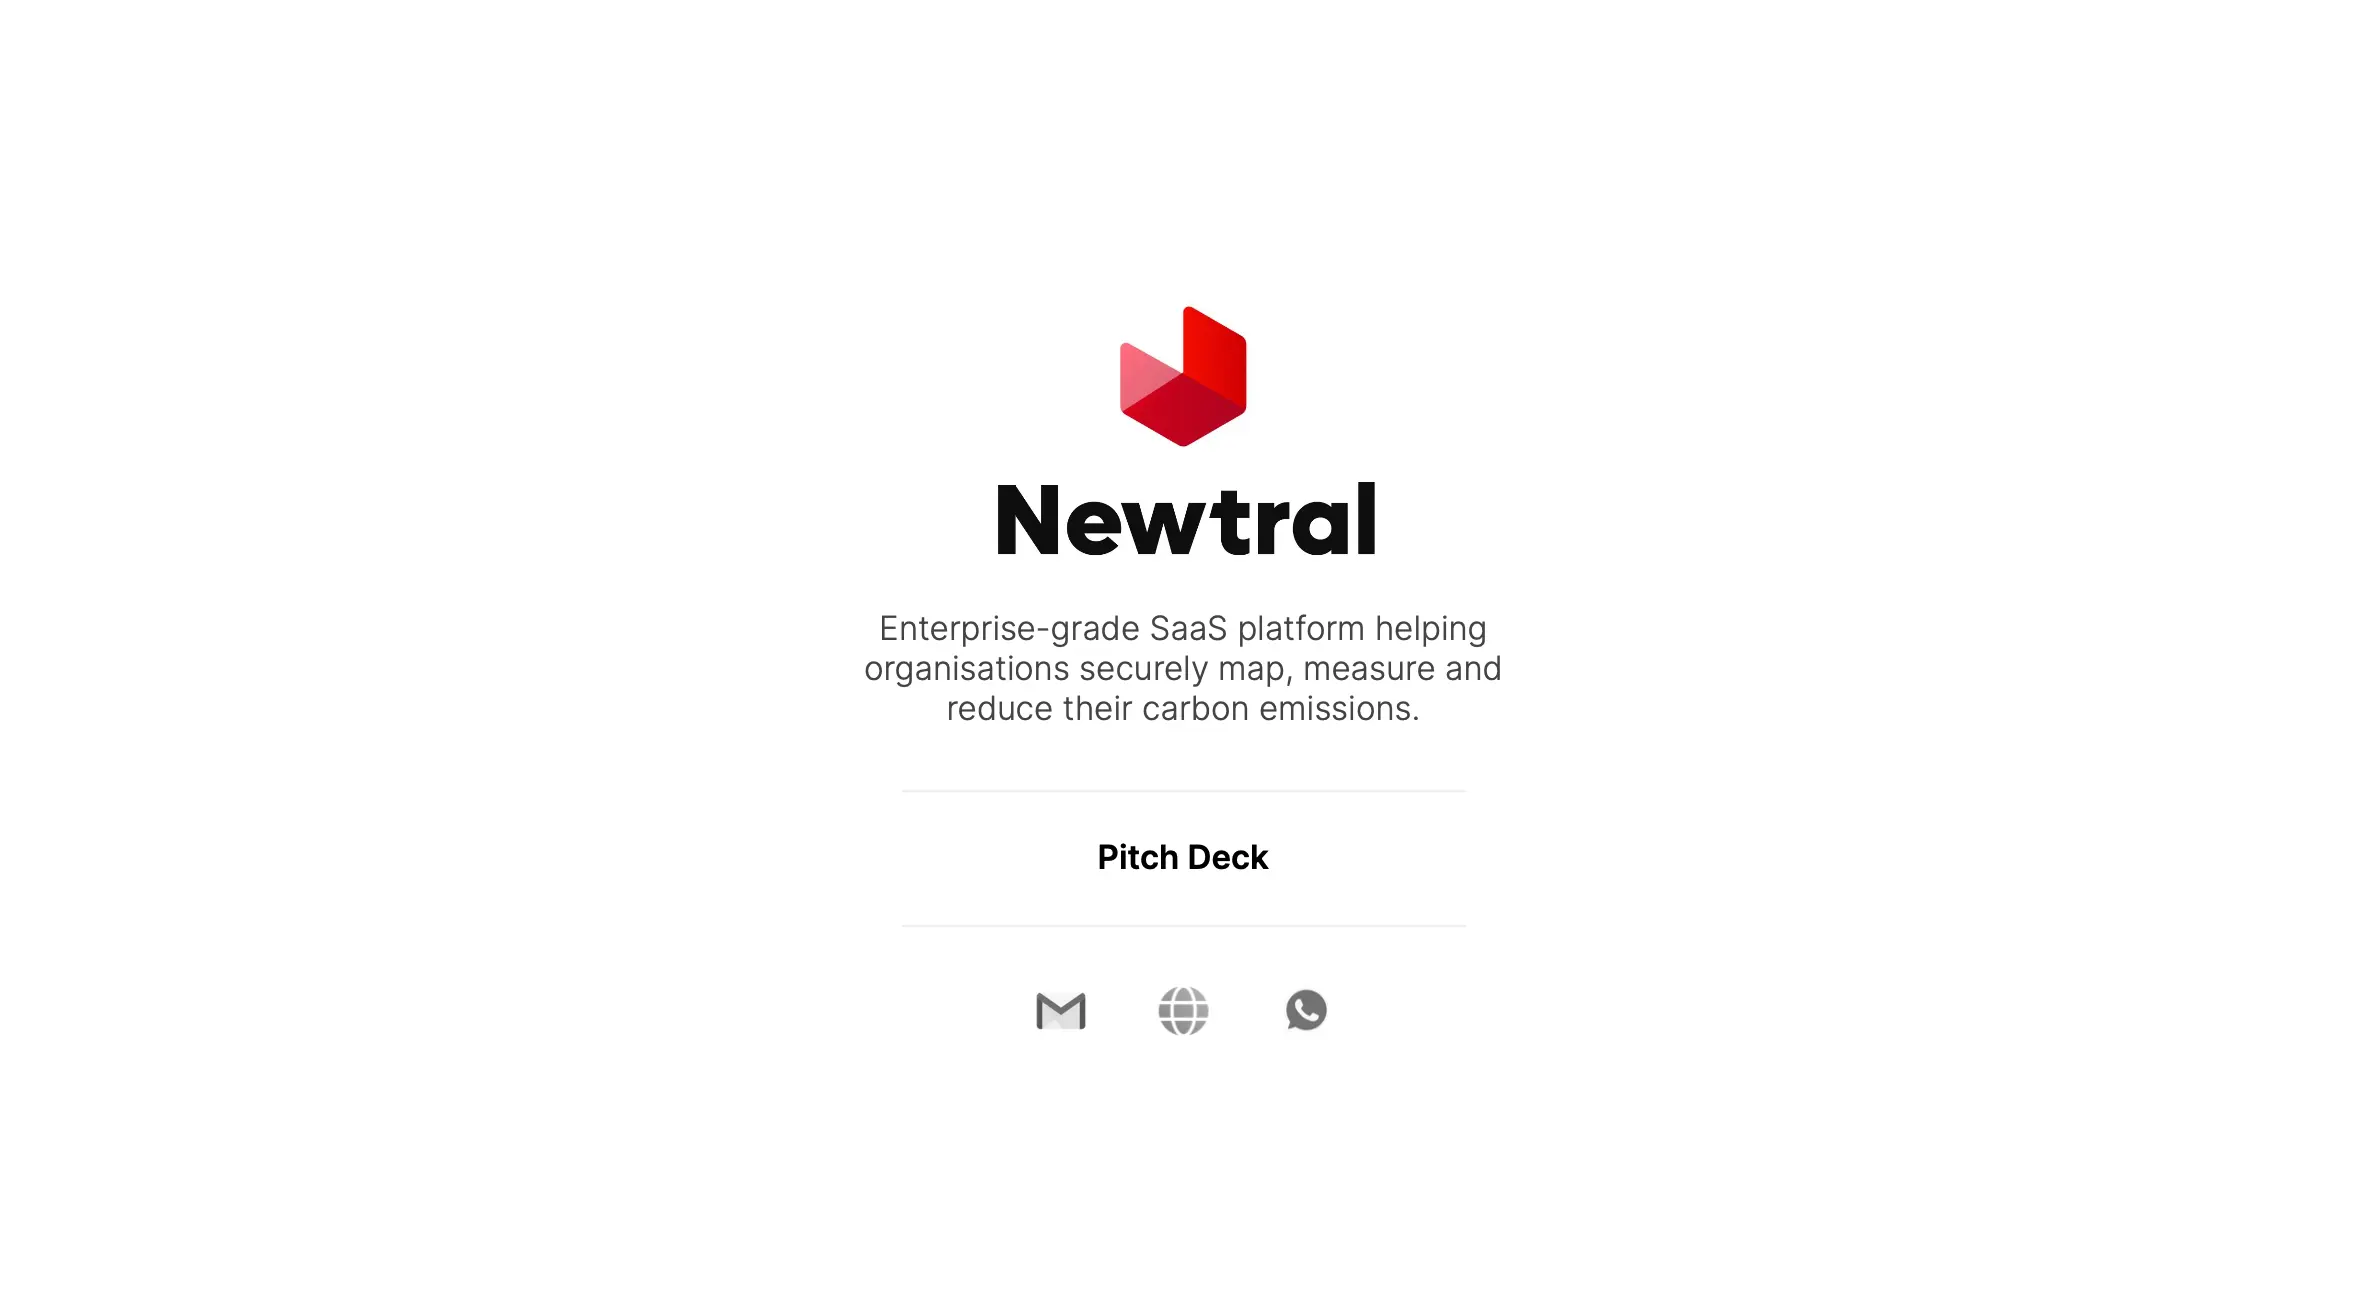 Newtral
Enterprise-grade SaaS platform helping
organisations securely map, measure and
reduce their carbon emissions.
Pitch Deck